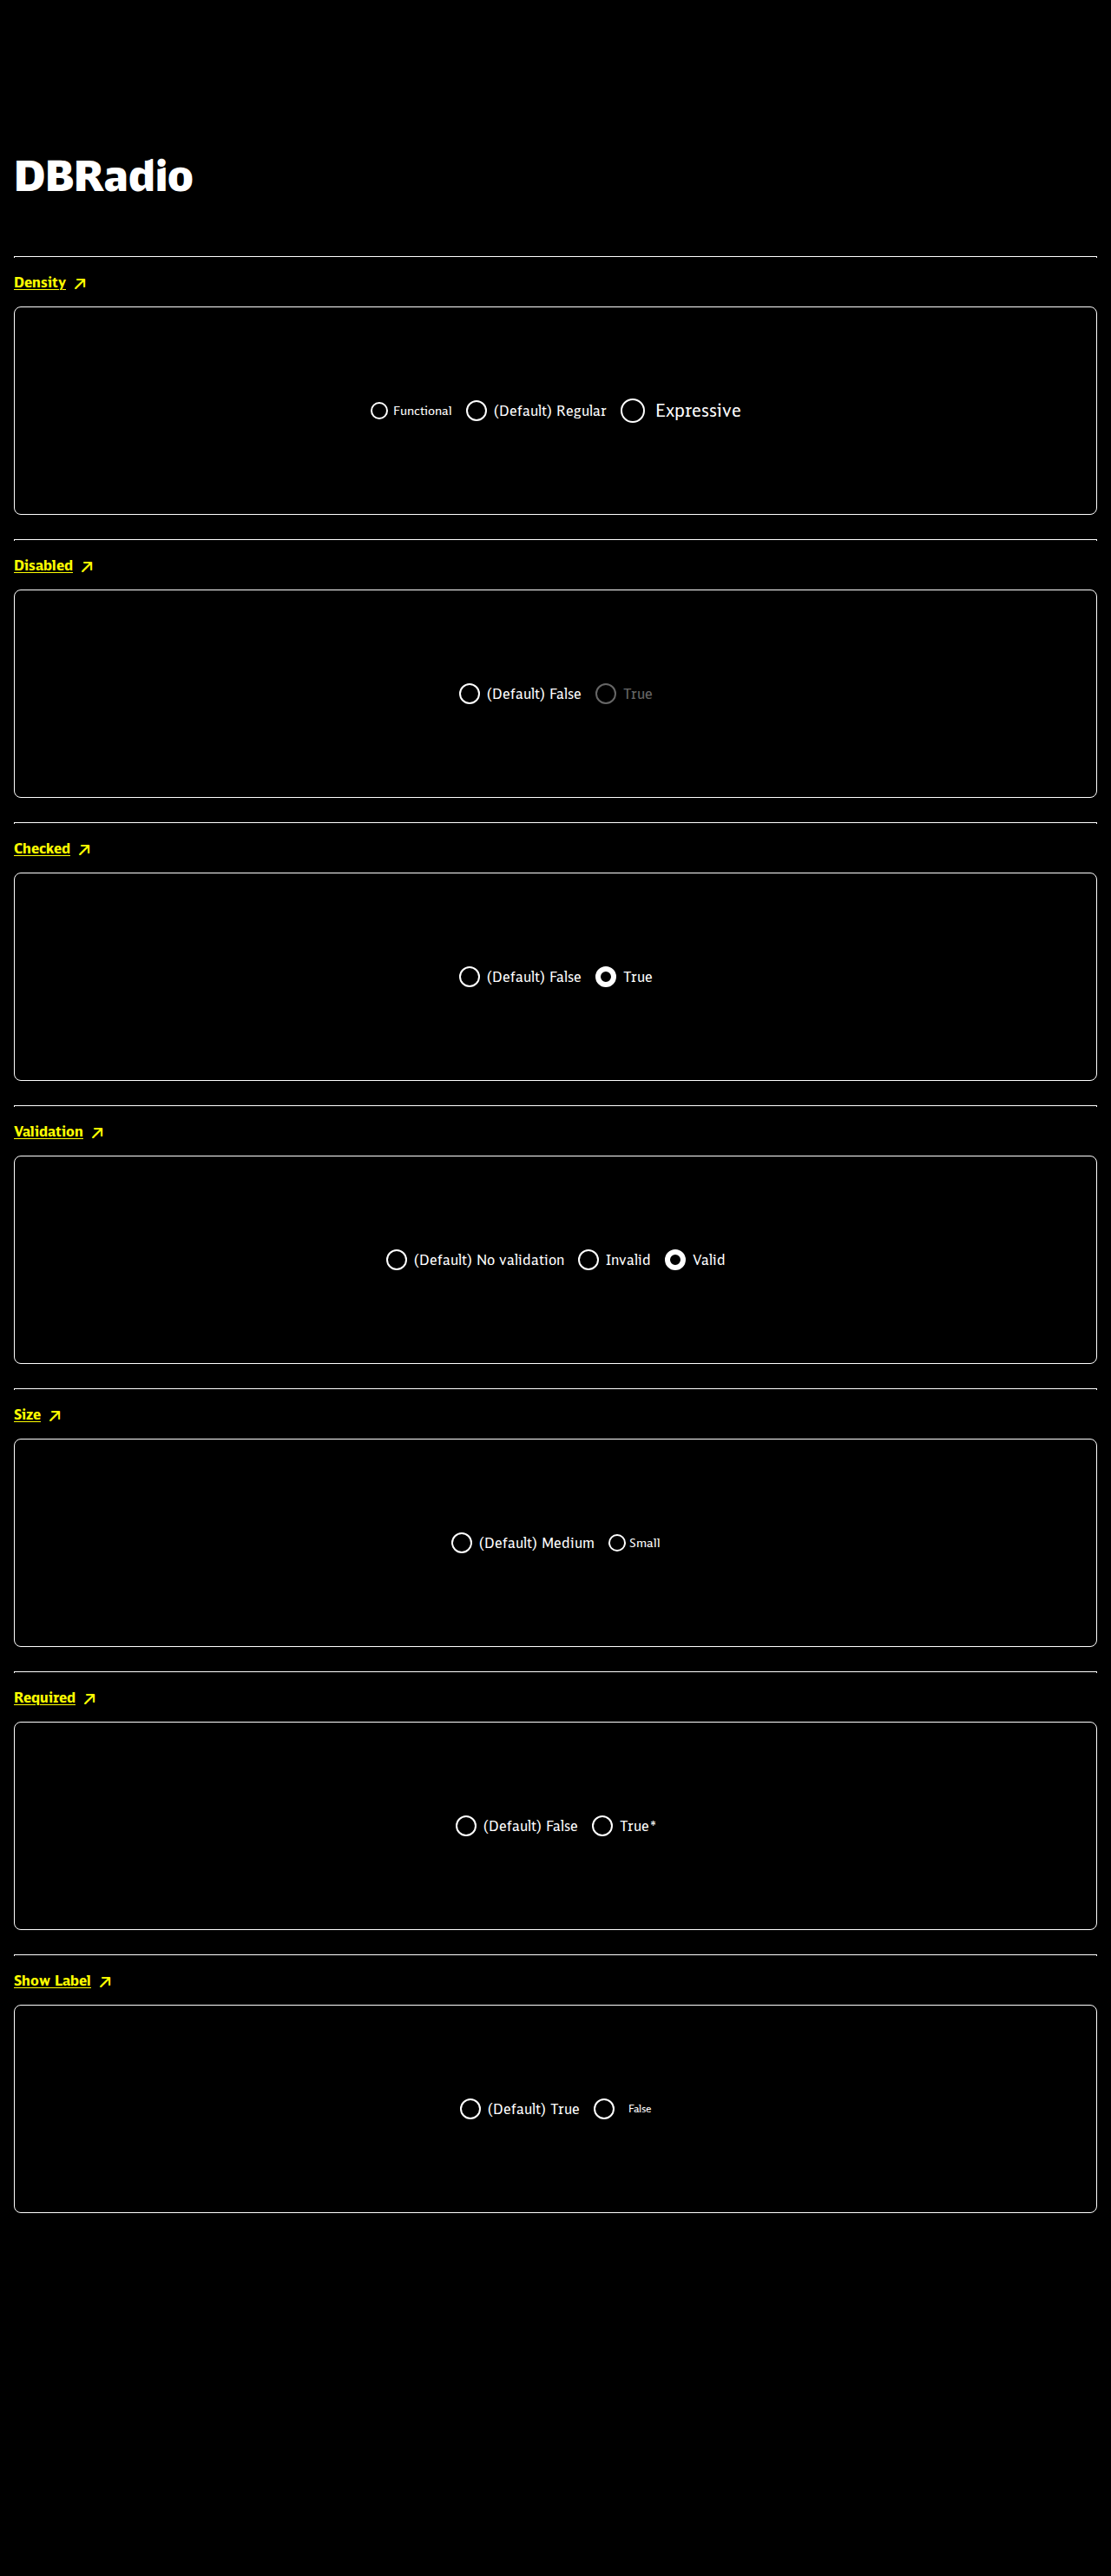 DBRadio
Density
Functional (Default) Regular Expressive
Disabled
(Default) False True
Checked
(Default) False True
Validation
(Default) No validation Invalid Valid
Size
(Default) Medium Small
Required
(Default) False True*
Show Label
(Default) True False